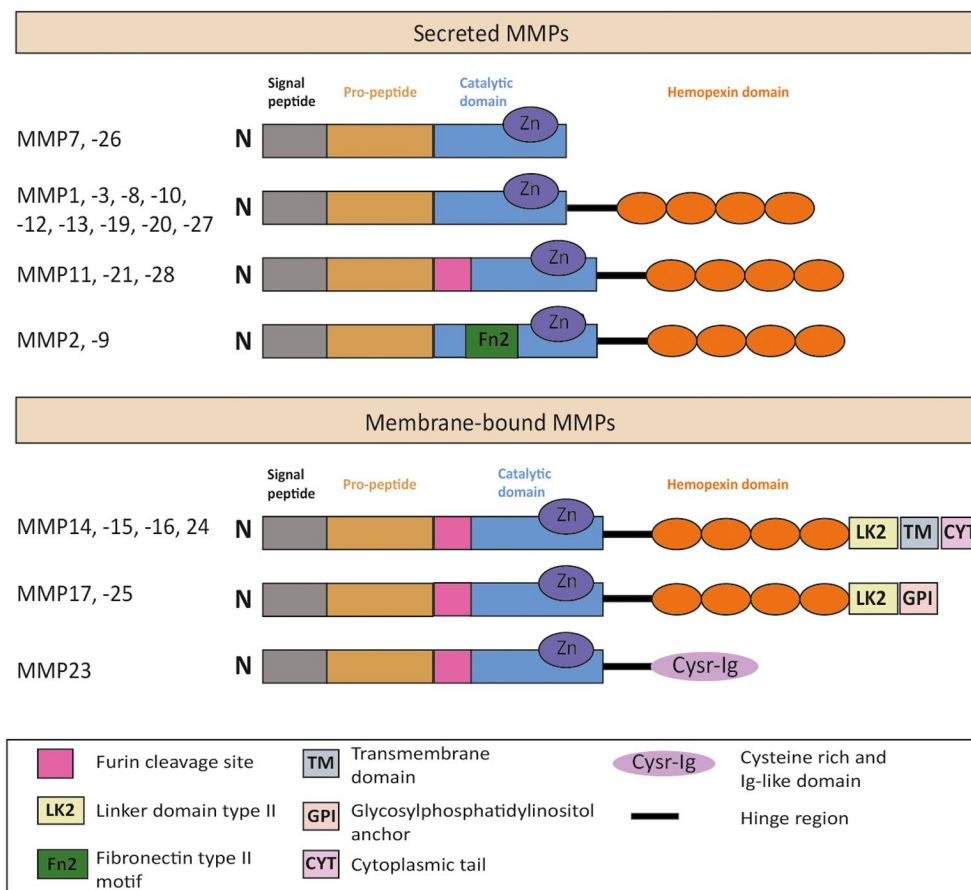 Secreted MMPs
Signal
peptide
Pro-peptide
Catalytic
domain
Hemopexin domain
MMP7, -26
N
Zn
MMP1, -3, -8, -10,
-12, -13, -19, -20, -27
N
Zn
MMP11, -21, -28
N
Zn
MMP2, -9
N
Fn2
Zn
Membrane-bound MMPs
Signal
peptide
Pro-peptide
Catalytic
domain
Hemopexin domain
MMP14, -15, -16, 24
N
Zn
LK2
TM
CYT
MMP17, -25
N
Zn
LK2
GPI
MMP23
N
Zn
Cysr-Ig
Furin cleavage site
LK2
Linker domain type II
Fn2
Fibronectin type II
motif
TM
Transmembrane
domain
GPI
Glycosylphosphatidylinositol
anchor
CYT
Cytoplasmic tail
Cysr-Ig
Cysteine rich and
Ig-like domain
Hinge region